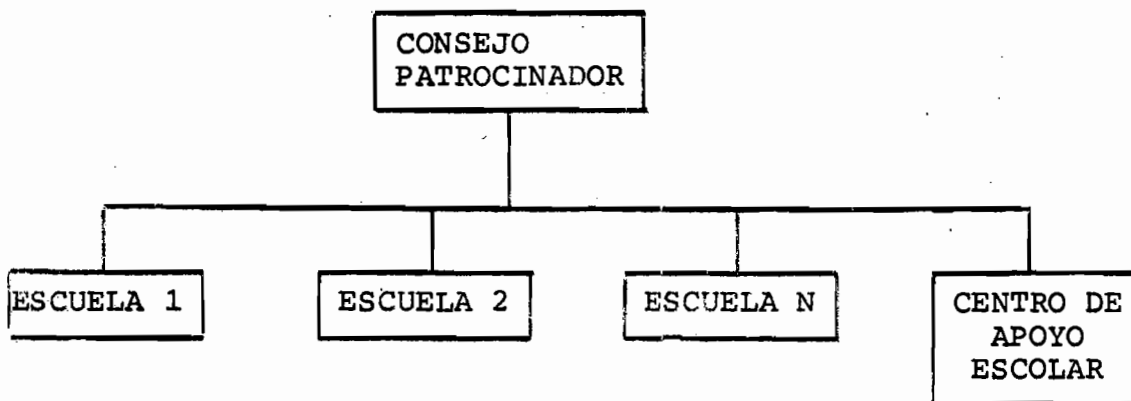 CONSEJO
PATROCINADOR
ESCUELA 1
ESCUELA 2
ESCUELA N
CENTRO DE
APOYO
ESCOLAR